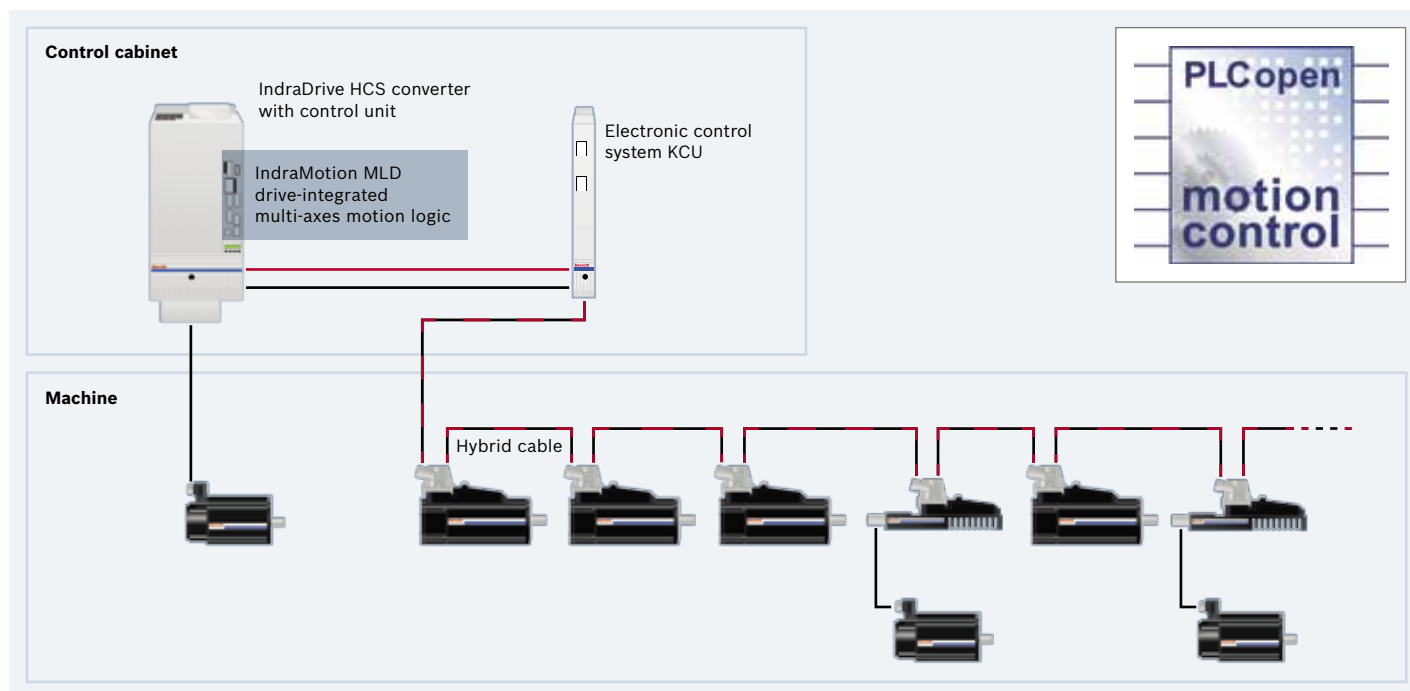 Control cabinet
IndraDrive HCS converter
with control unit
IndraMotion MLD
drive-integrated
multi-axes motion logic
Electronic control
system KCU
PLCopen
motion
control
Machine
Hybrid cable